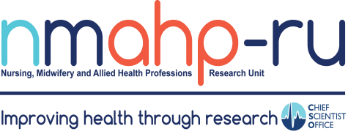 nmahp-ru
Nursing, Midwifery and Allied Health Professions Research Unit
Improving health through research
CHIEF
SCIENTIST
OFFICE